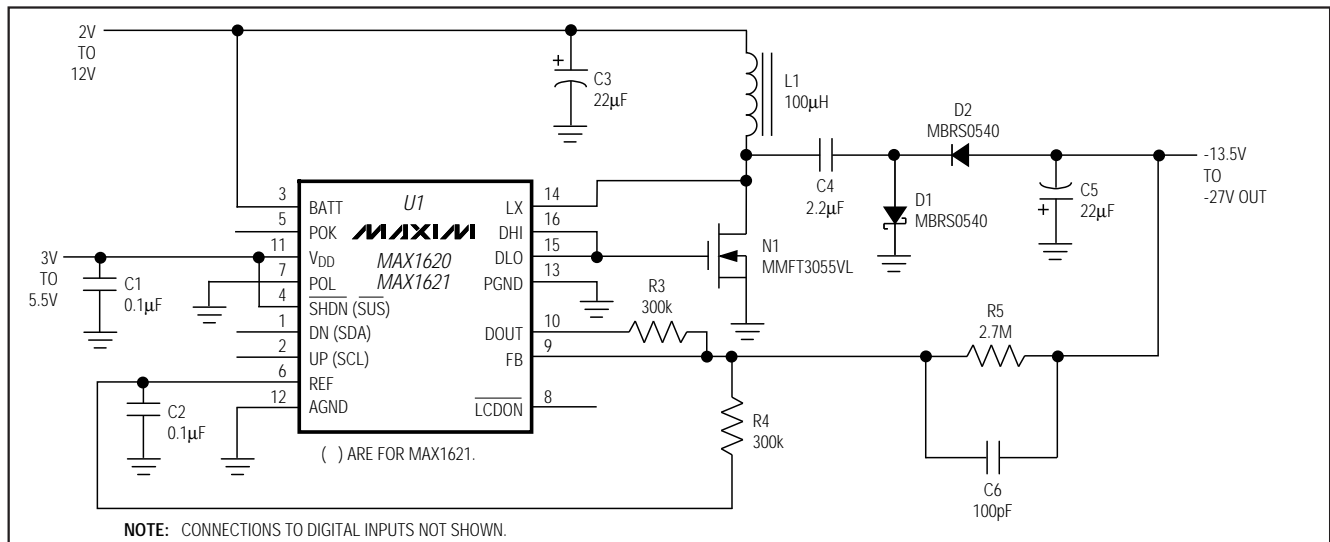 2V
TO
12V
+
C3
22μF
L1
100μH
D2
MBRS0540
-13.5V
TO
-27V OUT
C4
2.2μF
D1
MBRS0540
C5
22μF
+
U1
MAXIM
MAX1620
MAX1621
3
BATT
5
POK
11
VDD
7
POL
4
SHDN (SUS)
1
DN (SDA)
2
UP (SCL)
6
REF
12
AGND
14
LX
16
DHI
15
DLO
13
PGND
10
DOUT
9
FB
8
LCDON
3V
TO
5.5V
C1
0.1μF
C2
0.1μF
N1
MMFT3055VL
R3
300k
R4
300k
R5
2.7M
C6
100pF
( ) ARE FOR MAX1621.
NOTE: CONNECTIONS TO DIGITAL INPUTS NOT SHOWN.